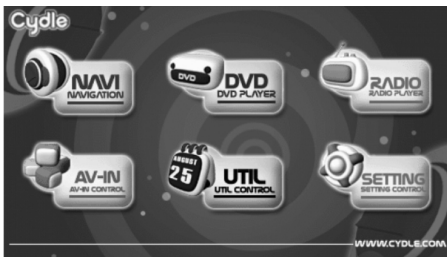 Cydle
NAVI
NAVIGATION
DVD
DVD
DVD PLAYER
RADIO
RADIO PLAYER
AV-IN
AV-IN CONTROL
AUGUST
25
UTIL
UTIL CONTROL
SETTING
SETTING CONTROL
WWW.CYDLE.COM